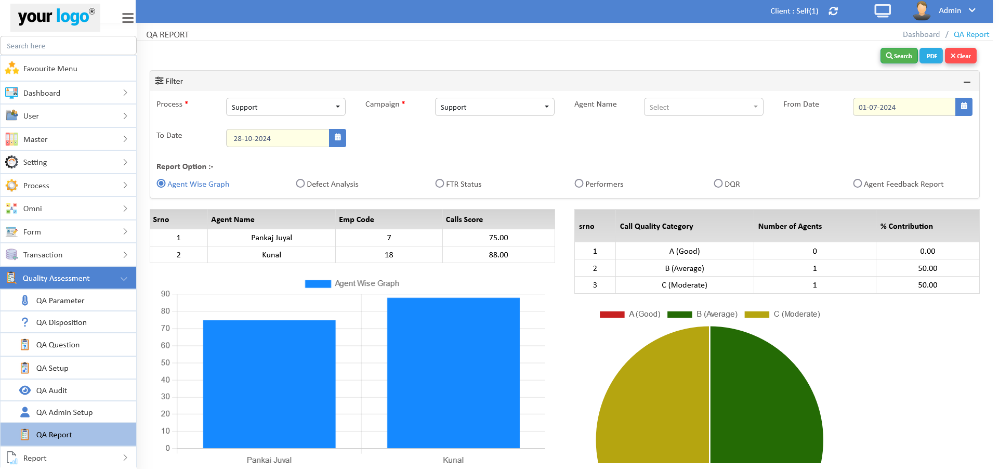 your logo®
Client : Self(1)
Admin
QA REPORT
Dashboard / QA Report
Search here
Search
PDF
Clear
Favourite Menu
Dashboard
User
Master
Setting
Process
Omni
Form
Transaction
Quality Assessment
QA Parameter
QA Disposition
QA Question
QA Setup
QA Audit
QA Admin Setup
QA Report
Report
Filter
Process * Support Campaign * Support Agent Name Select From Date 01-07-2024
To Date 28-10-2024
Report Option :-
Agent Wise Graph Defect Analysis FTR Status Performers DQR Agent Feedback Report
Srno Agent Name Emp Code Calls Score
1 Pankaj Juyal 7 75.00
2 Kunal 18 88.00
Agent Wise Graph
90
80
70
60
50
40
30
20
10
0
Pankaj Juyal Kunal
srno Call Quality Category Number of Agents % Contribution
1 A (Good) 0 0.00
2 B (Average) 1 50.00
3 C (Moderate) 1 50.00
A (Good) B (Average) C (Moderate)